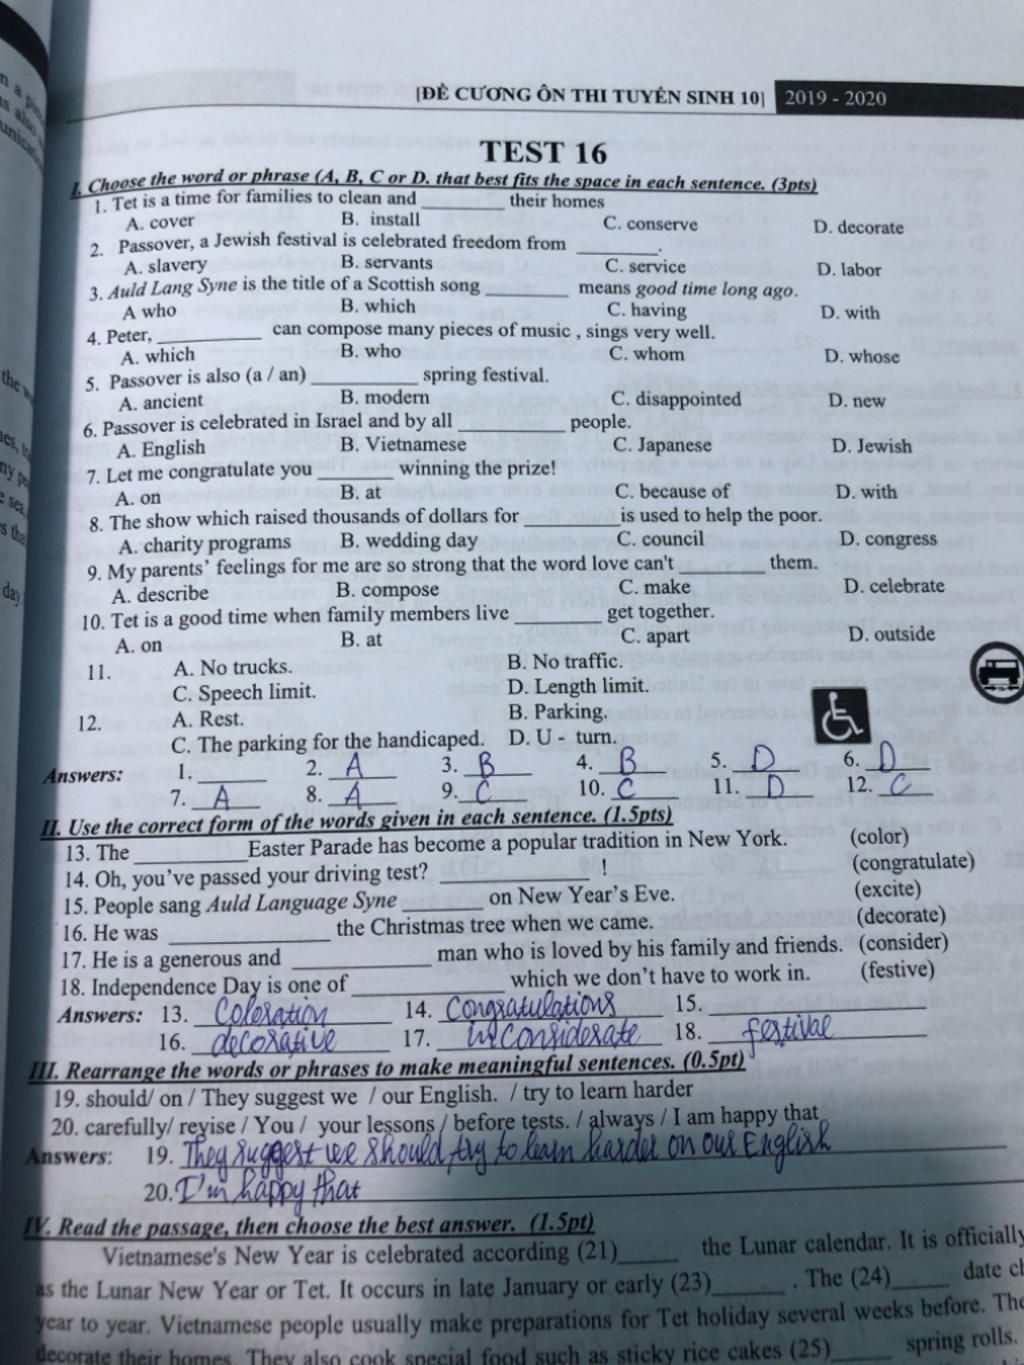 [ĐỀ CƯƠNG ÔN THI TUYỂN SINH 10] 2019 - 2020
TEST 16
I. Choose the word or phrase (A, B, C or D. that best fits the space in each sentence. (3pts)
1. Tet is a time for families to clean and ________ their homes
A. cover B. install C. conserve D. decorate
2. Passover, a Jewish festival is celebrated freedom from ________.
A. slavery B. servants C. service D. labor
3. Auld Lang Syne is the title of a Scottish song ________ means good time long ago.
A who B. which C. having D. with
4. Peter, __________ can compose many pieces of music , sings very well.
A. which B. who C. whom D. whose
5. Passover is also (a / an) __________ spring festival.
A. ancient B. modern C. disappointed D. new
6. Passover is celebrated in Israel and by all __________ people.
A. English B. Vietnamese C. Japanese D. Jewish
7. Let me congratulate you _______ winning the prize!
A. on B. at C. because of D. with
8. The show which raised thousands of dollars for _________ is used to help the poor.
A. charity programs B. wedding day C. council D. congress
9. My parents' feelings for me are so strong that the word love can't ________ them.
A. describe B. compose C. make D. celebrate
10. Tet is a good time when family members live ________ get together.
A. on B. at C. apart D. outside
11. A. No trucks. B. No traffic.
C. Speech limit. D. Length limit.
12. A. Rest. B. Parking.
C. The parking for the handicaped. D. U - turn.
Answers: 1. ______ 2. A 3. B 4. B 5. D 6. D
7. A 8. A 9. C 10. C 11. D 12. C
II. Use the correct form of the words given in each sentence. (1.5pts)
13. The __________ Easter Parade has become a popular tradition in New York. (color)
14. Oh, you've passed your driving test? ______________ ! (congratulate)
15. People sang Auld Language Syne ________ on New Year's Eve. (excite)
16. He was _______________ the Christmas tree when we came. (decorate)
17. He is a generous and _____________ man who is loved by his family and friends. (consider)
18. Independence Day is one of ______________ which we don't have to work in. (festive)
Answers: 13. Coloration 14. Congratulations 15. ____________
16. decorative 17. inconsiderate 18. festival
III. Rearrange the words or phrases to make meaningful sentences. (0.5pt)
19. should/ on / They suggest we / our English. / try to learn harder
20. carefully/ revise / You / your lessons / before tests. / always / I am happy that
Answers: 19. They suggest we should try to learn harder on our English
20. I'm happy that
IV. Read the passage, then choose the best answer. (1.5pt)
Vietnamese's New Year is celebrated according (21)______ the Lunar calendar. It is officially
as the Lunar New Year or Tet. It occurs in late January or early (23)_______. The (24)_____ date
year to year. Vietnamese people usually make preparations for Tet holiday several weeks before.
decorate their homes. They also cook special food such as sticky rice cakes (25)______ spring rolls.